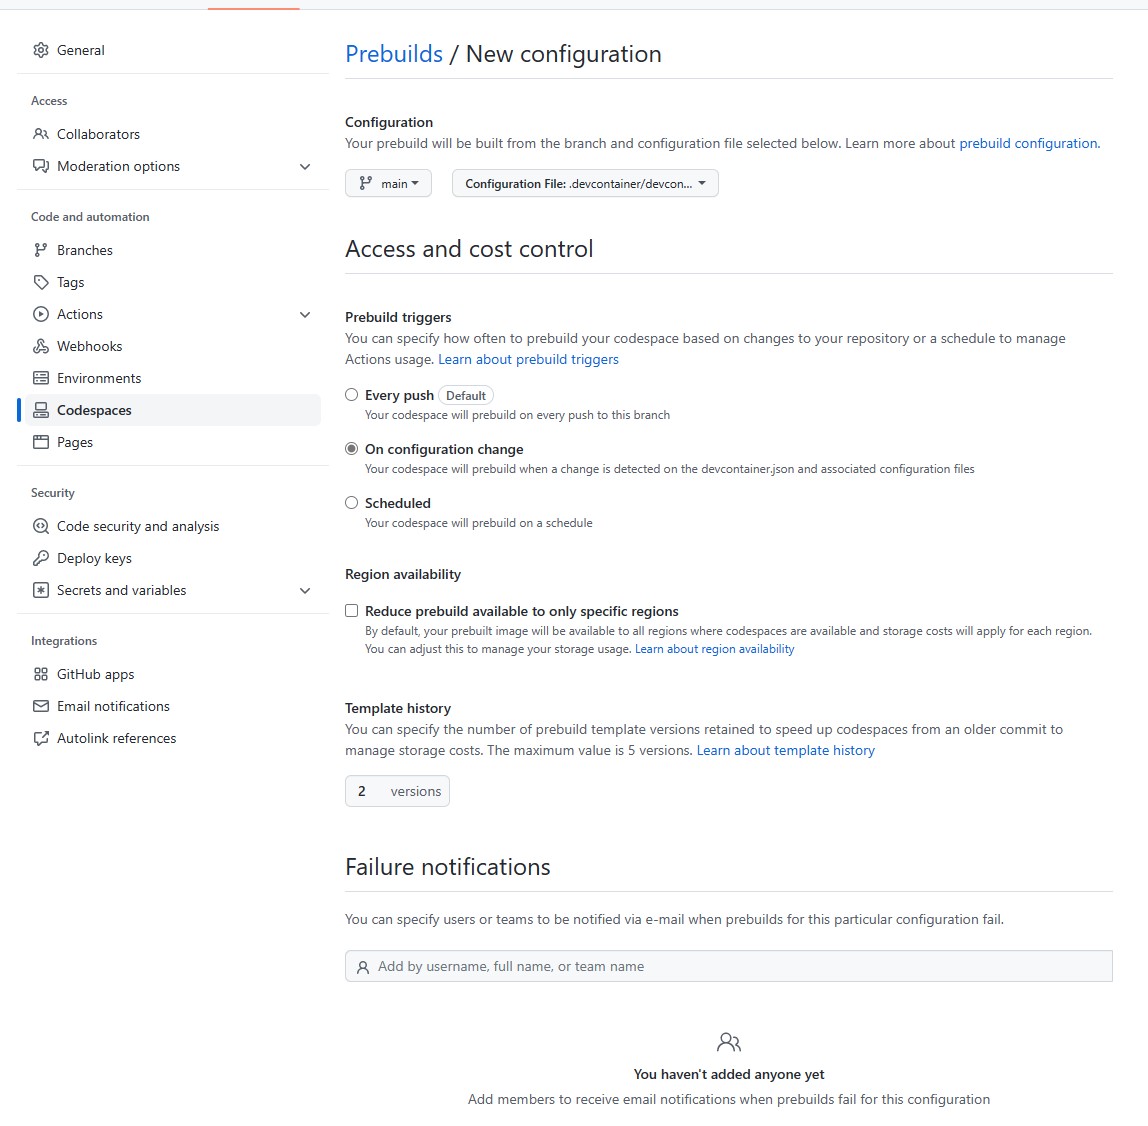 General
Access
Collaborators
Moderation options
Code and automation
Branches
Tags
Actions
Webhooks
Environments
Codespaces
Pages
Security
Code security and analysis
Deploy keys
Secrets and variables
Integrations
GitHub apps
Email notifications
Autolink references
Prebuilds / New configuration
Configuration
Your prebuild will be built from the branch and configuration file selected below. Learn more about prebuild configuration.
main Configuration File: .devcontainer/devcon...
Access and cost control
Prebuild triggers
You can specify how often to prebuild your codespace based on changes to your repository or a schedule to manage
Actions usage. Learn about prebuild triggers
Every push Default
Your codespace will prebuild on every push to this branch
On configuration change
Your codespace will prebuild when a change is detected on the devcontainer.json and associated configuration files
Scheduled
Your codespace will prebuild on a schedule
Region availability
Reduce prebuild available to only specific regions
By default, your prebuilt image will be available to all regions where codespaces are available and storage costs will apply for each region.
You can adjust this to manage your storage usage. Learn about region availability
Template history
You can specify the number of prebuild template versions retained to speed up codespaces from an older commit to
manage storage costs. The maximum value is 5 versions. Learn about template history
2 versions
Failure notifications
You can specify users or teams to be notified via e-mail when prebuilds for this particular configuration fail.
Add by username, full name, or team name
You haven't added anyone yet
Add members to receive email notifications when prebuilds fail for this configuration